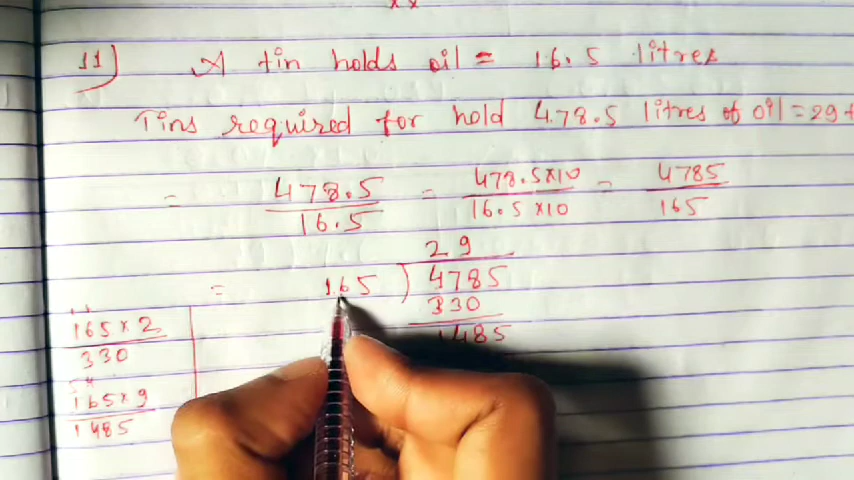 11) A tin holds oil = 16.5 litres
Tins required for hold 478.5 litres of oil = 29
= 478.5 / 16.5 = 478.5×10 / 16.5×10 = 4785 / 165
29
= 165 ) 4785
330
1485
165×2
330
165×9
1485